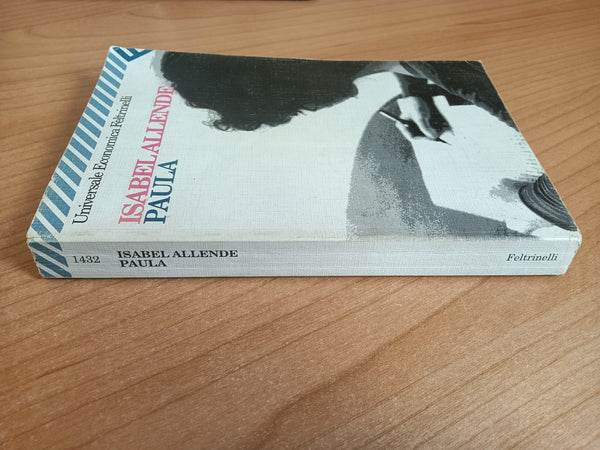 Universale Economica Feltrinelli
ISABEL ALLENDE
PAULA
1432
ISABEL ALLENDE
PAULA
Feltrinelli